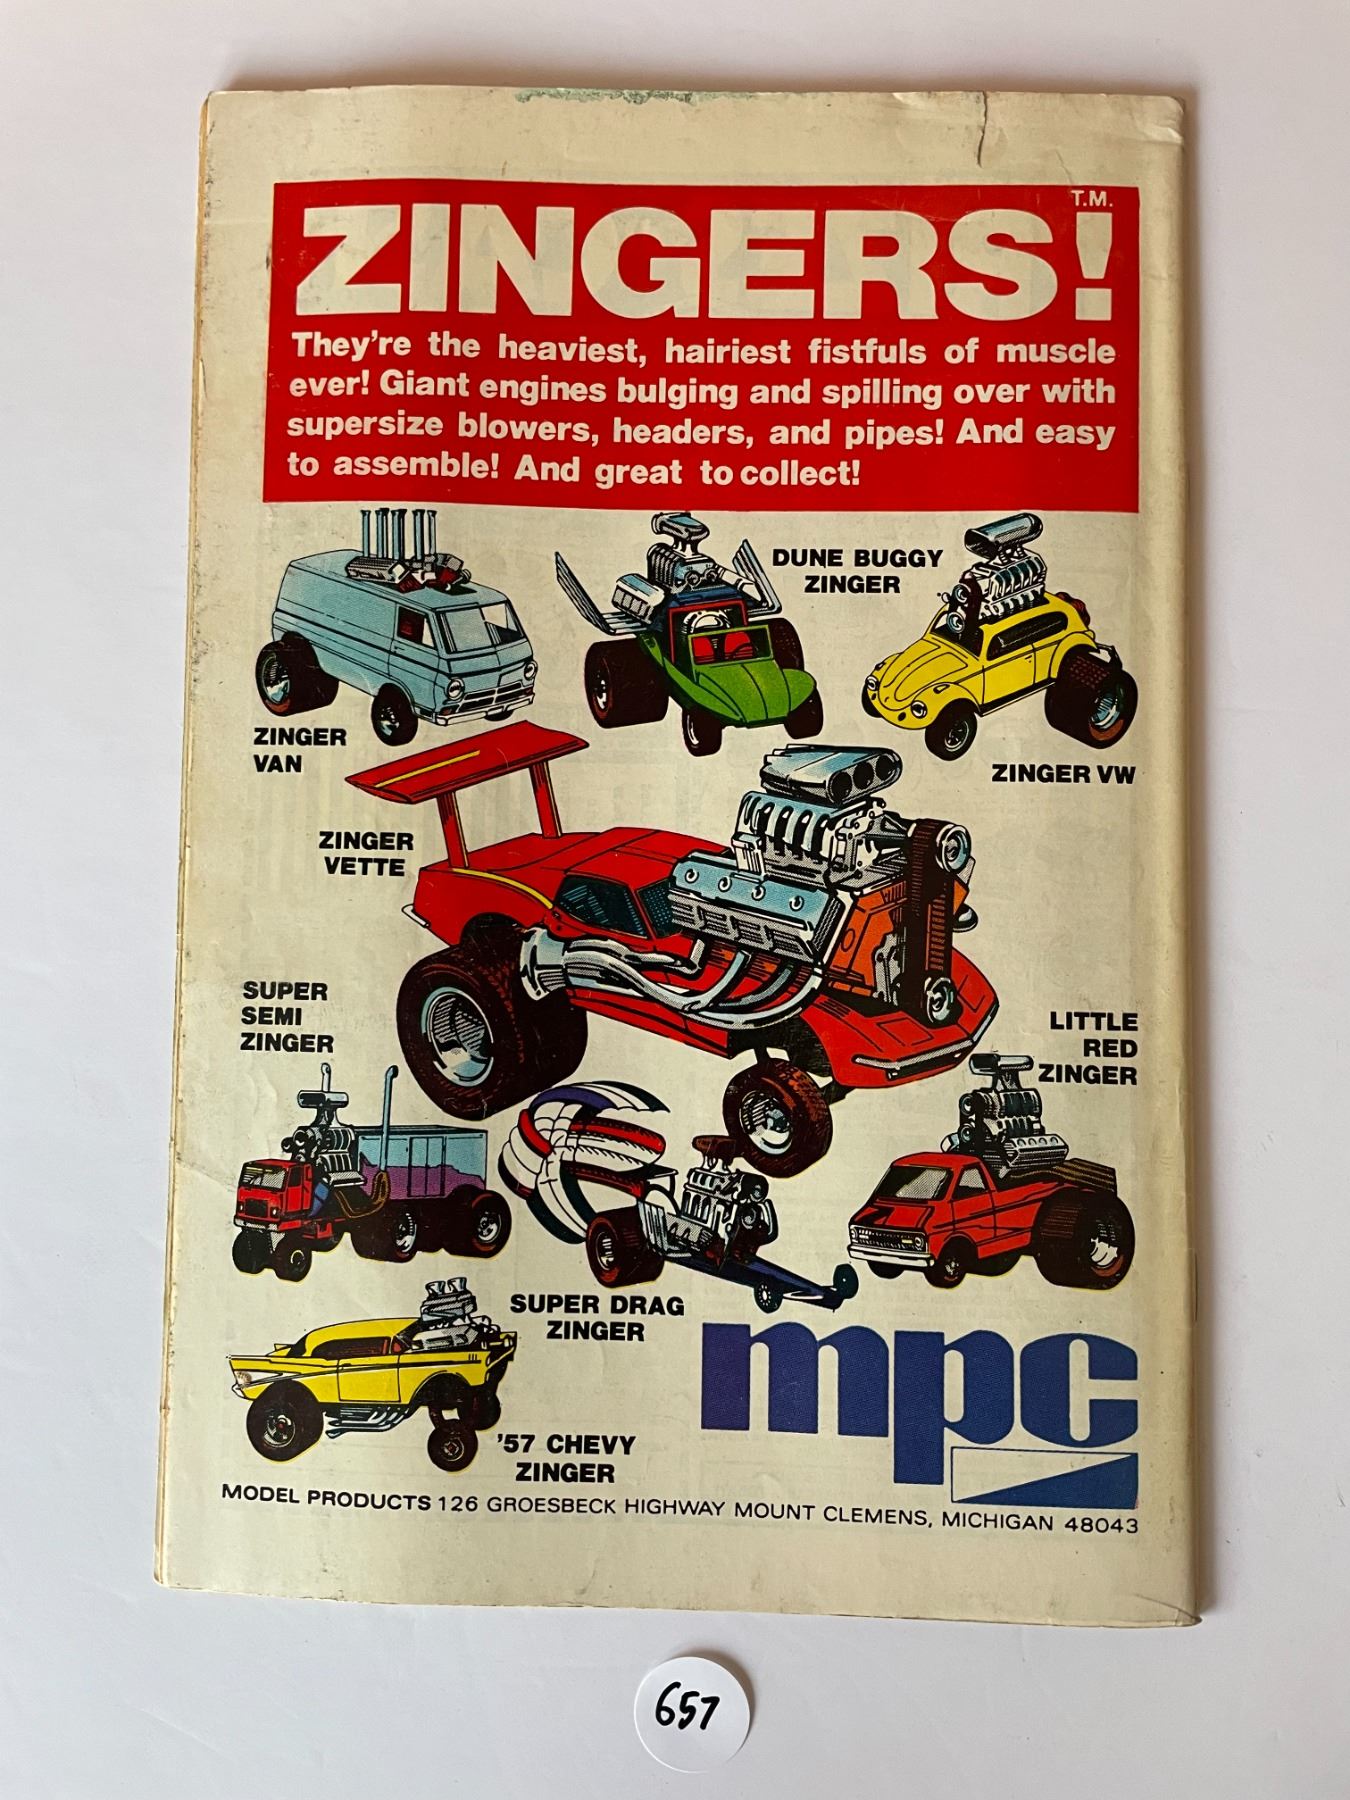 ZINGERS!
T.M.
They're the heaviest, hairiest fistfuls of muscle
ever! Giant engines bulging and spilling over with
supersize blowers, headers, and pipes! And easy
to assemble! And great to collect!
DUNE BUGGY
ZINGER
ZINGER
VAN
ZINGER VW
ZINGER
VETTE
SUPER
SEMI
ZINGER
LITTLE
RED
ZINGER
SUPER DRAG
ZINGER
'57 CHEVY
ZINGER
mpc
MODEL PRODUCTS 126 GROESBECK HIGHWAY MOUNT CLEMENS, MICHIGAN 48043
657